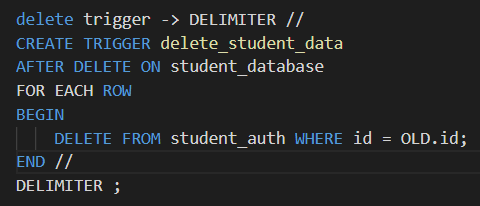 delete trigger -> DELIMITER //
CREATE TRIGGER delete_student_data
AFTER DELETE ON student_database
FOR EACH ROW
BEGIN
    DELETE FROM student_auth WHERE id = OLD.id;
END //
DELIMITER ;